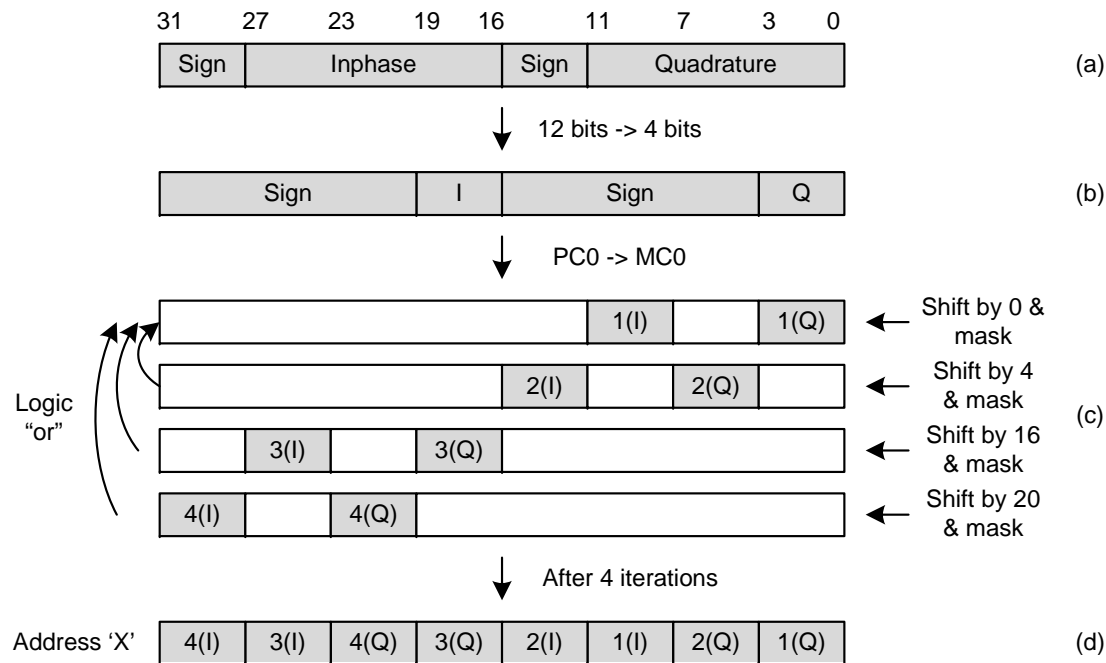 31 27 23 19 16 11 7 3 0
Sign Inphase Sign Quadrature (a)
12 bits -> 4 bits
Sign I Sign Q (b)
PC0 -> MC0
1(I) 1(Q) Shift by 0 &
mask
2(I) 2(Q) Shift by 4
& mask
Logic
“or”
(c)
3(I) 3(Q) Shift by 16
& mask
4(I) 4(Q) Shift by 20
& mask
After 4 iterations
Address ‘X’ 4(I) 3(I) 4(Q) 3(Q) 2(I) 1(I) 2(Q) 1(Q) (d)